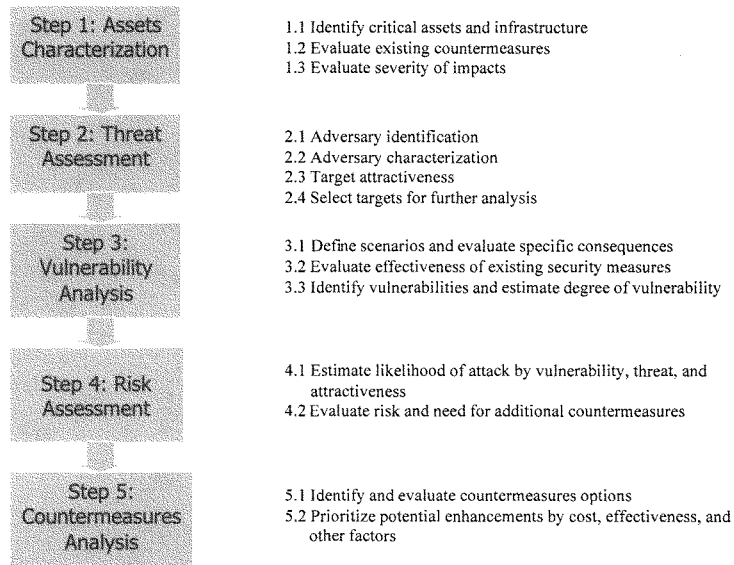 Step 1: Assets
Characterization
1.1 Identify critical assets and infrastructure
1.2 Evaluate existing countermeasures
1.3 Evaluate severity of impacts
Step 2: Threat
Assessment
2.1 Adversary identification
2.2 Adversary characterization
2.3 Target attractiveness
2.4 Select targets for further analysis
Step 3:
Vulnerability
Analysis
3.1 Define scenarios and evaluate specific consequences
3.2 Evaluate effectiveness of existing security measures
3.3 Identify vulnerabilities and estimate degree of vulnerability
Step 4: Risk
Assessment
4.1 Estimate likelihood of attack by vulnerability, threat, and
attractiveness
4.2 Evaluate risk and need for additional countermeasures
Step 5:
Countermeasures
Analysis
5.1 Identify and evaluate countermeasures options
5.2 Prioritize potential enhancements by cost, effectiveness, and
other factors